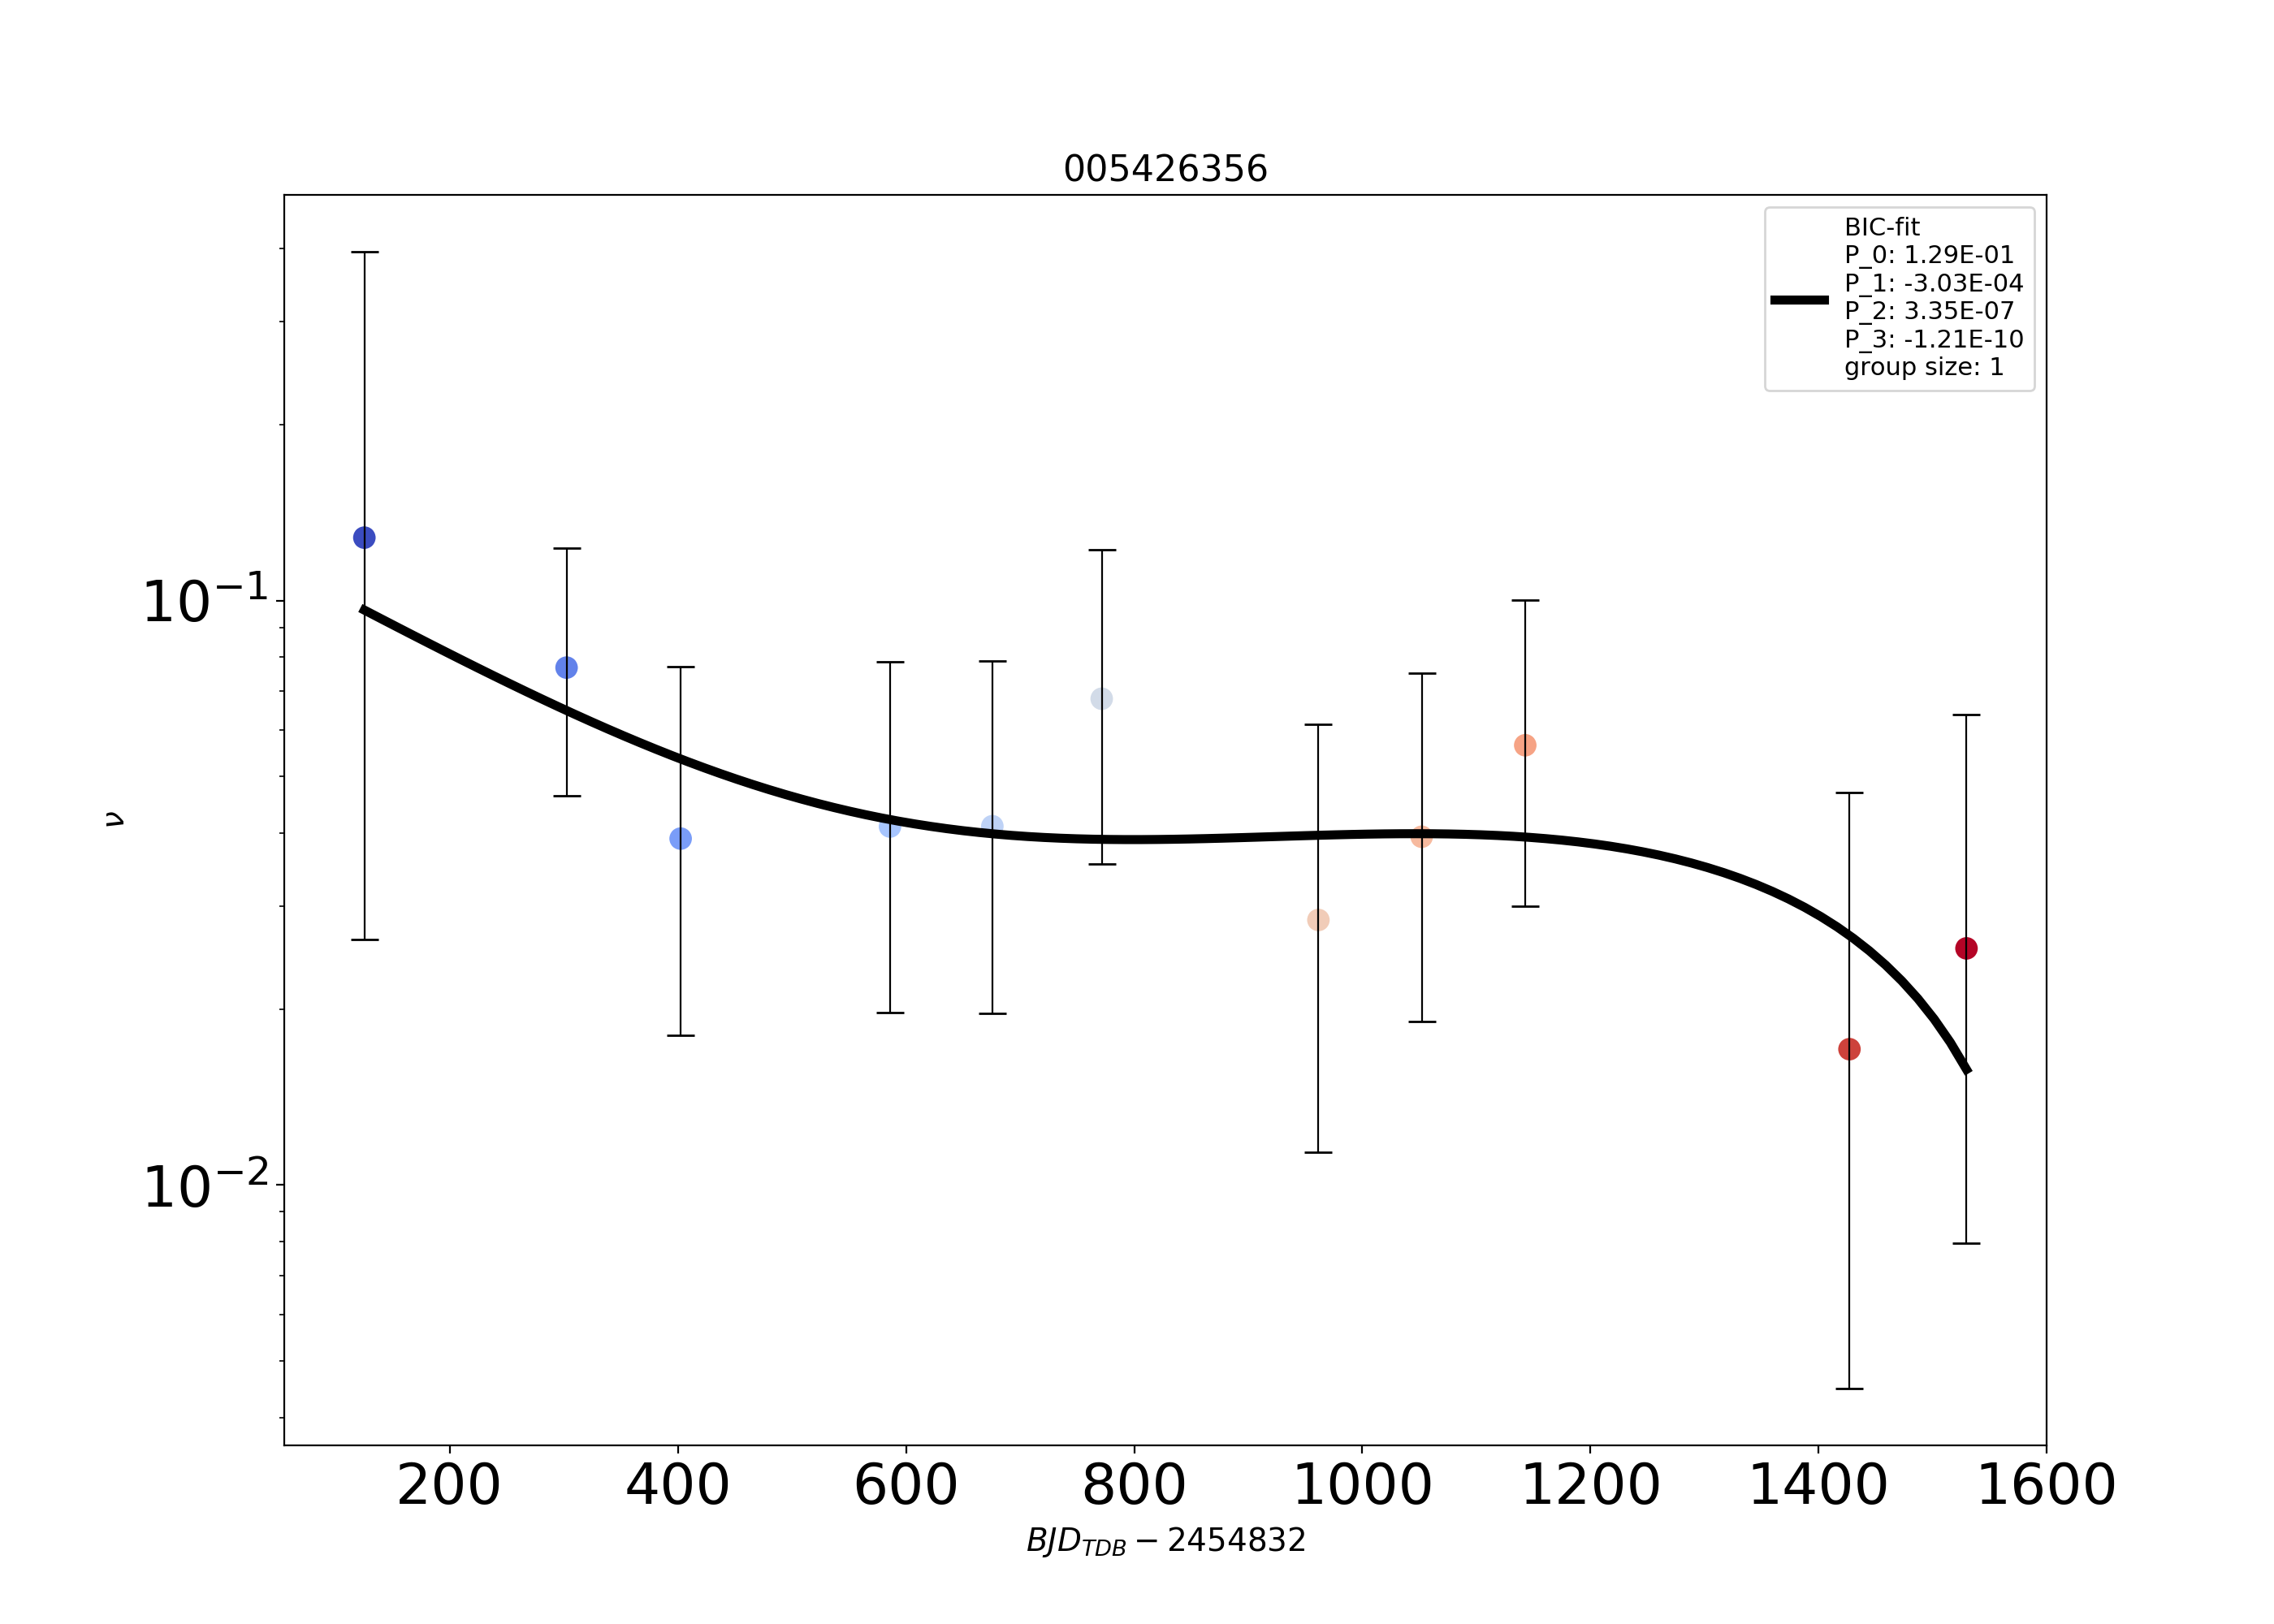 005426356
BIC-fit
P_0: 1.29E-01
P_1: -3.03E-04
P_2: 3.35E-07
P_3: -1.21E-10
group size: 1
10⁻¹
ν
10⁻²
200 400 600 800 1000 1200 1400 1600
BJD_TDB − 2454832